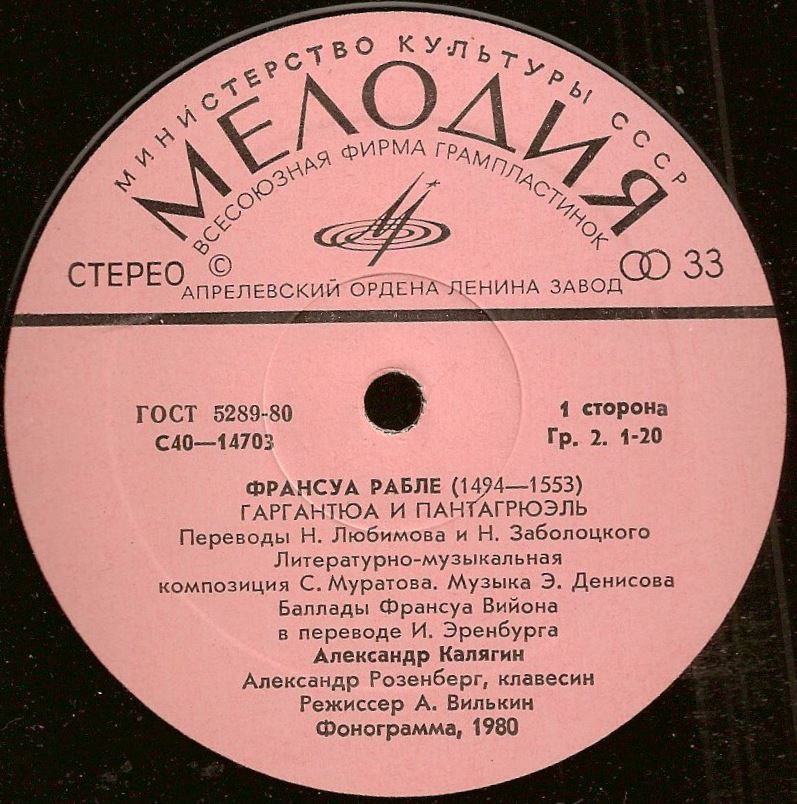 МИНИСТЕРСТВО КУЛЬТУРЫ СССР
МЕЛОДИЯ
ВСЕСОЮЗНАЯ ФИРМА ГРАМПЛАСТИНОК
СТЕРЕО © 33
АПРЕЛЕВСКИЙ ОРДЕНА ЛЕНИНА ЗАВОД
ГОСТ 5289-80 1 сторона
С40—14703 Гр. 2. 1-20
ФРАНСУА РАБЛЕ (1494—1553)
ГАРГАНТЮА И ПАНТАГРЮЭЛЬ
Переводы Н. Любимова и Н. Заболоцкого
Литературно-музыкальная
композиция С. Муратова. Музыка Э. Денисова
Баллады Франсуа Вийона
в переводе И. Эренбурга
Александр Калягин
Александр Розенберг, клавесин
Режиссер А. Вилькин
Фонограмма, 1980